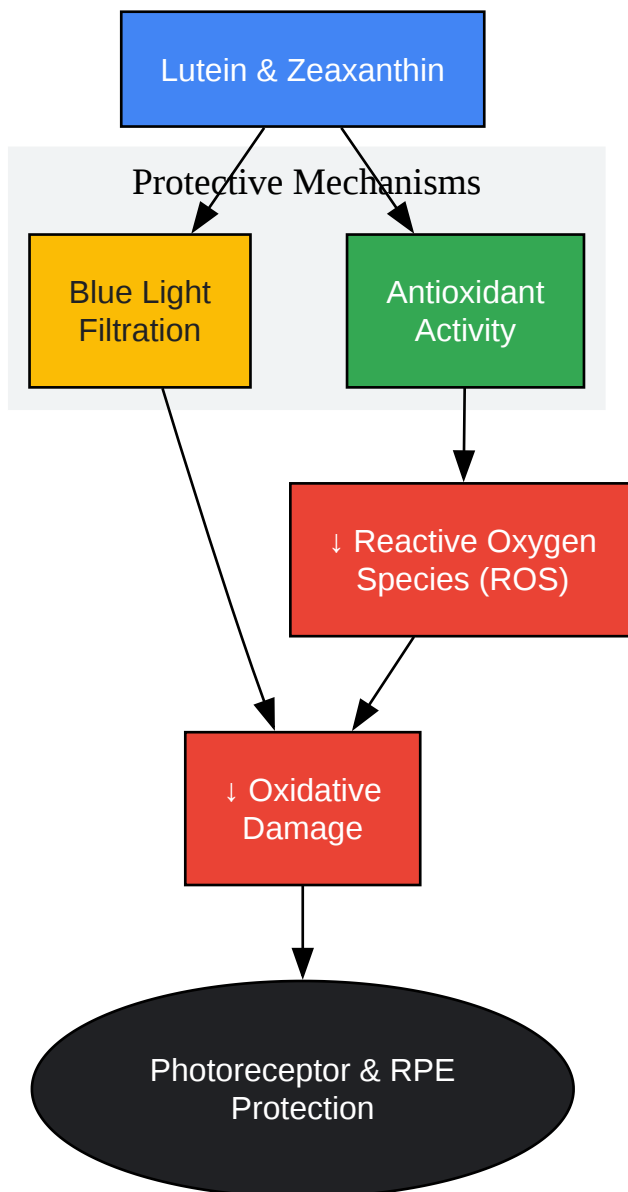 Lutein & Zeaxanthin
Protective Mechanisms
Blue Light
Filtration
Antioxidant
Activity
↓ Reactive Oxygen
Species (ROS)
↓ Oxidative
Damage
Photoreceptor & RPE
Protection